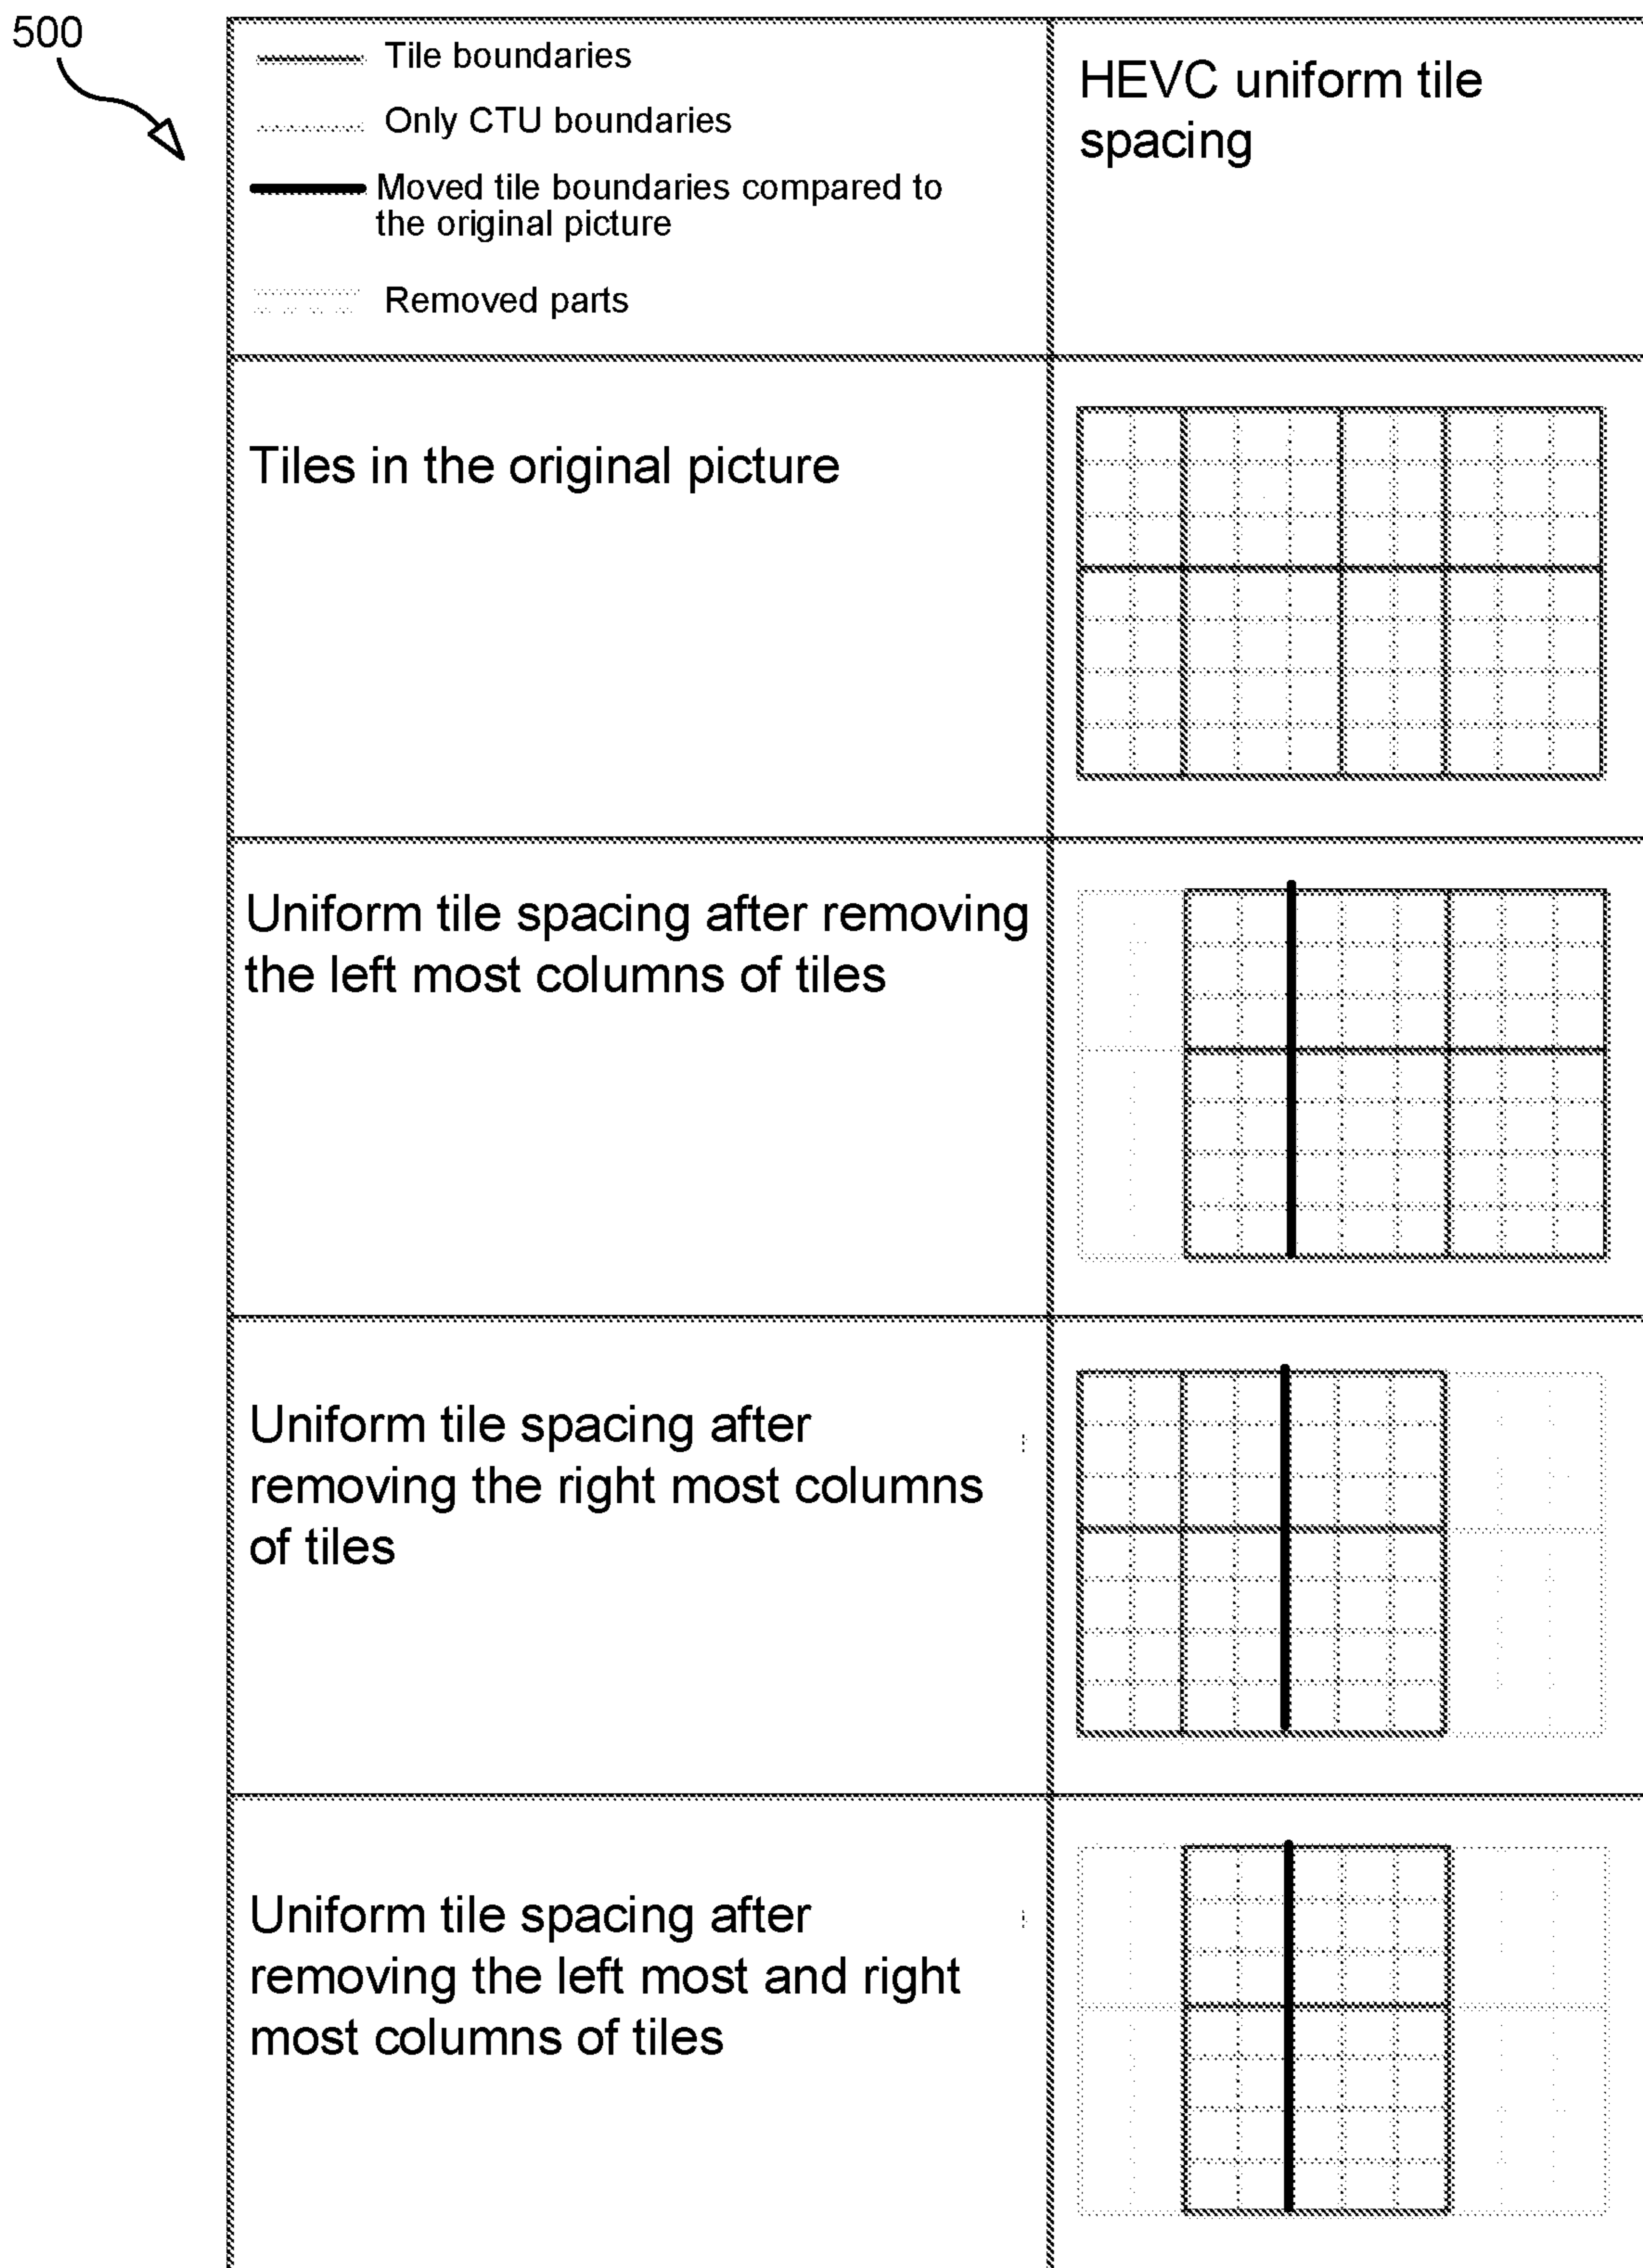 500
Tile boundaries
Only CTU boundaries
Moved tile boundaries compared to
the original picture
Removed parts
HEVC uniform tile
spacing
Tiles in the original picture
Uniform tile spacing after removing
the left most columns of tiles
Uniform tile spacing after
removing the right most columns
of tiles
Uniform tile spacing after
removing the left most and right
most columns of tiles